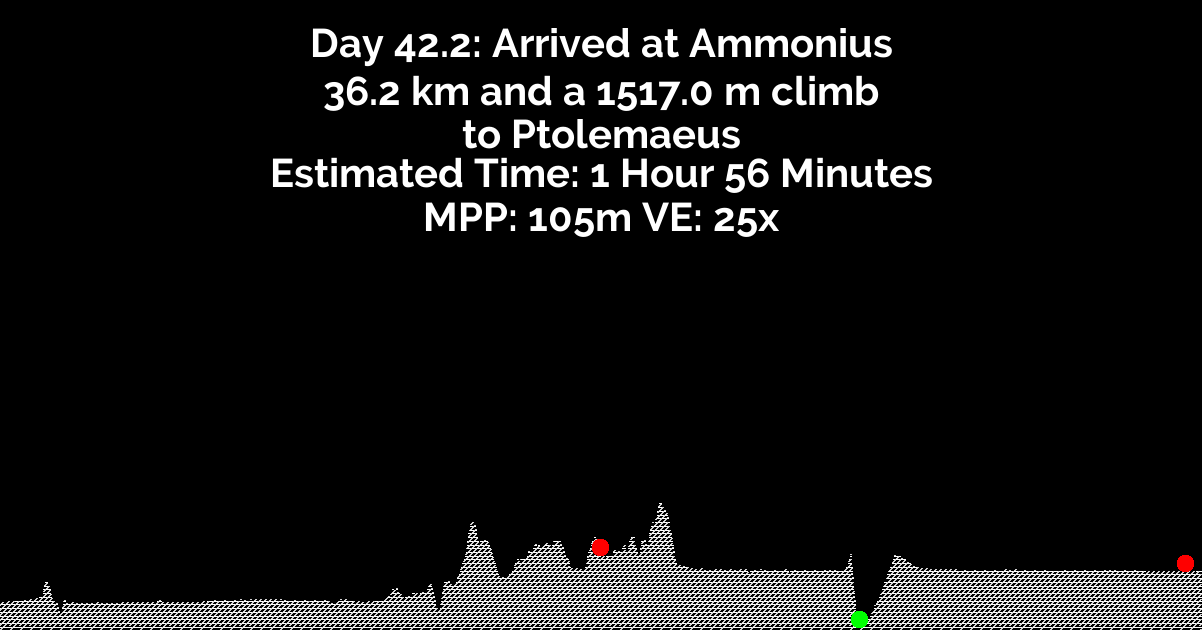 Day 42.2: Arrived at Ammonius
36.2 km and a 1517.0 m climb
to Ptolemaeus
Estimated Time: 1 Hour 56 Minutes
MPP: 105m VE: 25x